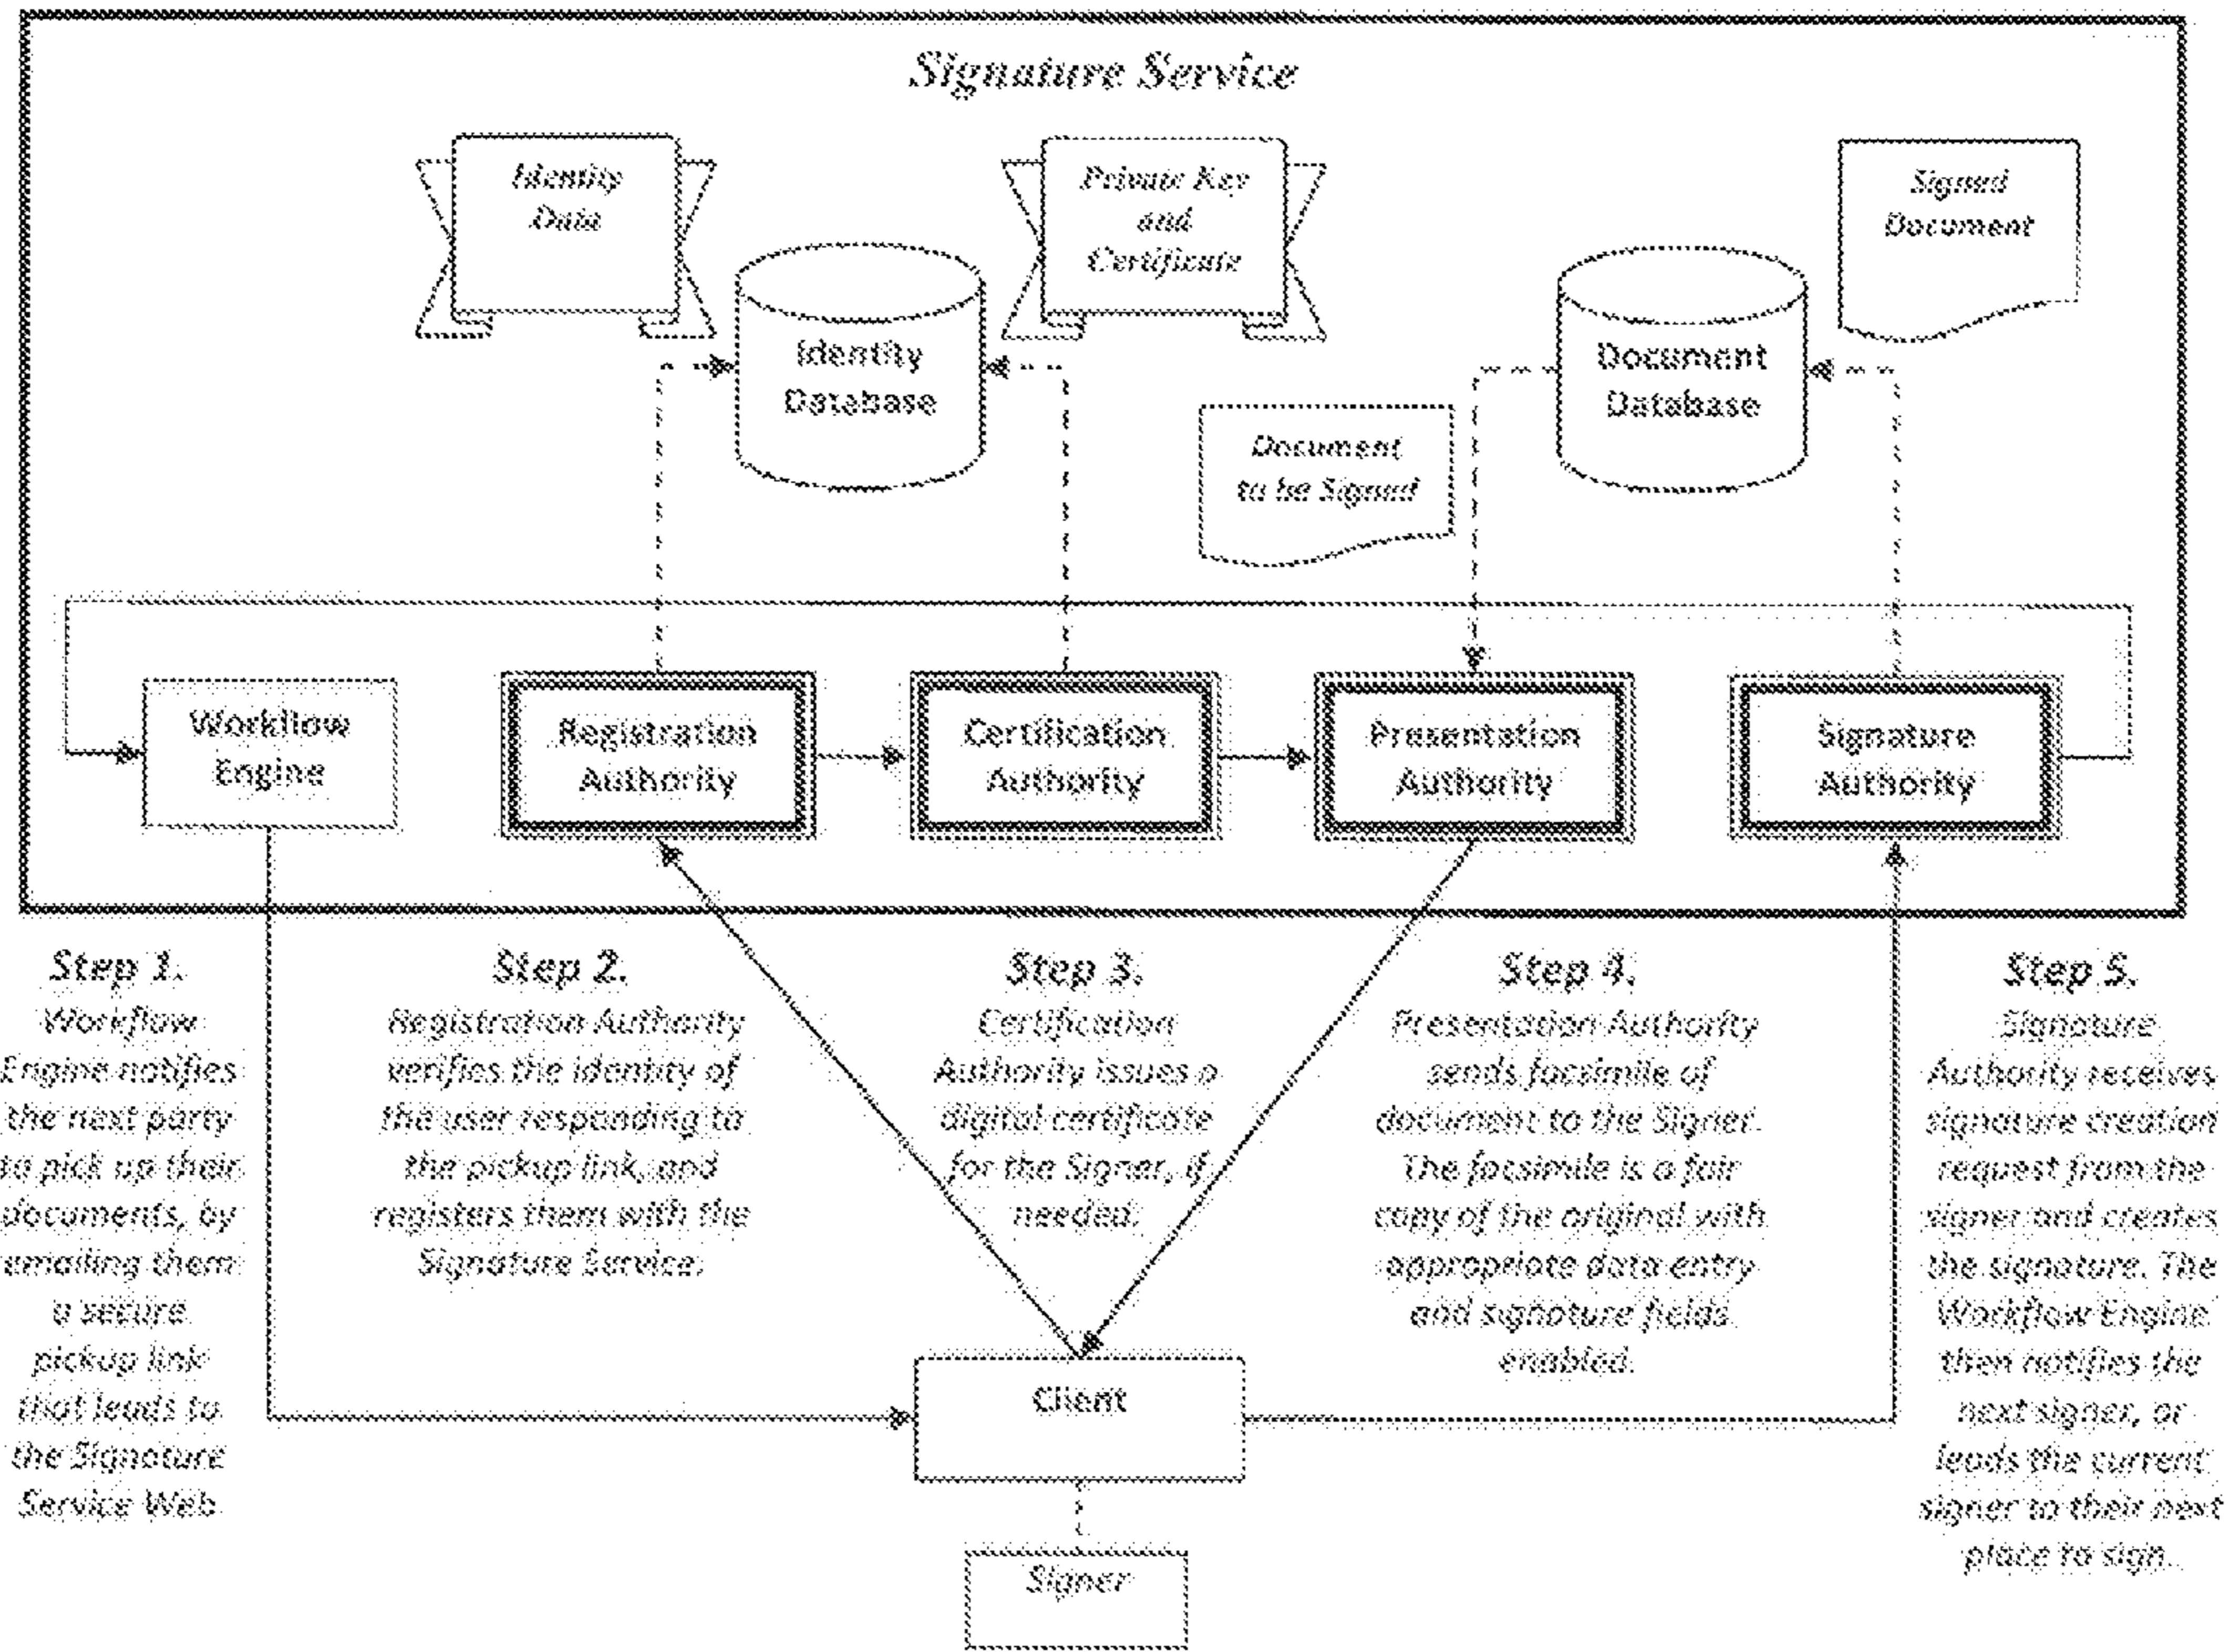 Signature Service
Identity
Data
Private Key
and
Certificate
Signed
Document
Identity
Database
Document
Database
Document
to be Signed
Workflow
Engine
Registration
Authority
Certification
Authority
Presentation
Authority
Signature
Authority
Step 1.
Workflow
Engine notifies
the next party
to pick up their
documents, by
emailing them
a secure
pickup link
that leads to
the Signature
Service Web
Step 2.
Registration Authority
verifies the identity of
the user responding to
the pickup link, and
registers them with the
Signature Service.
Step 3.
Certification
Authority issues a
digital certificate
for the Signer, if
needed.
Step 4.
Presentation Authority
sends facsimile of
document to the Signer.
The facsimile is a fair
copy of the original with
appropriate data entry
and signature fields
enabled.
Step 5.
Signature
Authority receives
signature creation
request from the
signer and creates
the signature. The
Workflow Engine
then notifies the
next signer, or
leads the current
signer to their next
place to sign.
Client
Signer